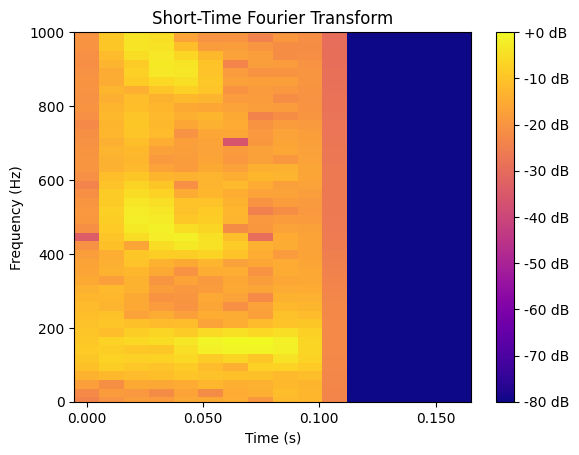 Short-Time Fourier Transform
Frequency (Hz)
1000
800
600
400
200
0
0.000
0.050
0.100
0.150
Time (s)
+0 dB
-10 dB
-20 dB
-30 dB
-40 dB
-50 dB
-60 dB
-70 dB
-80 dB